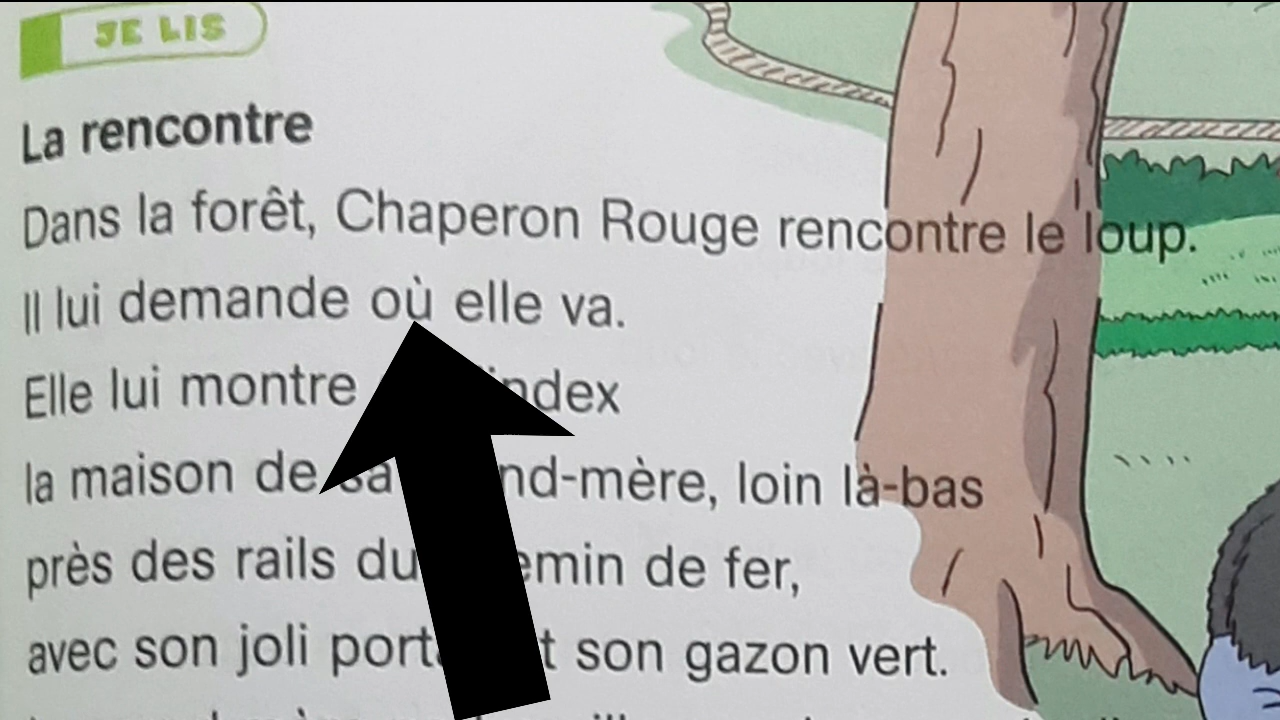 JE LIS
La rencontre
Dans la forêt, Chaperon Rouge rencontre le loup.
Il lui demande où elle va.
Elle lui montre index
la maison de sa nd-mère, loin là-bas
près des rails du emin de fer,
avec son joli port t son gazon vert.